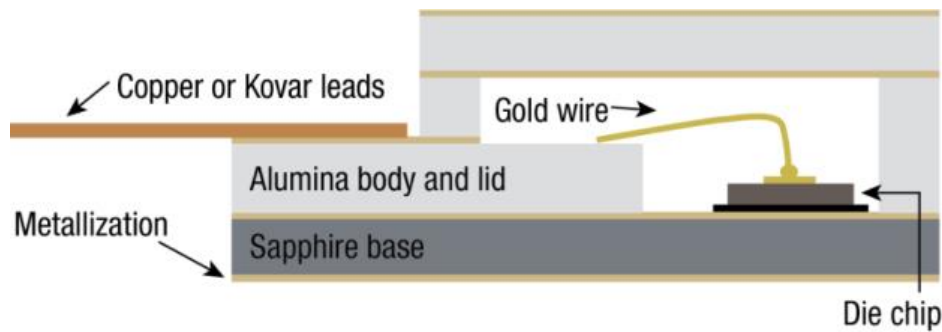 Copper or Kovar leads
Gold wire
Alumina body and lid
Metallization
Sapphire base
Die chip